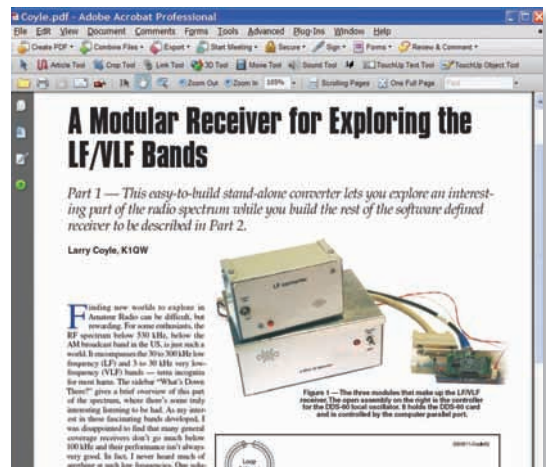 Coyle.pdf - Adobe Acrobat Professional
File Edit View Document Comments Forms Tools Advanced Plug-Ins Window Help
Create PDF Combine Files Export Start Meeting Secure Sign Forms Review & Comment
Article Tool Crop Tool Link Tool 3D Tool Move Tool Sound Tool TouchUp Text Tool TouchUp Object Tool
Zoom Out Zoom In 109% Scrolling Pages One Full Page Find
A Modular Receiver for Exploring the
LF/VLF Bands
Part 1 — This easy-to-build stand-alone converter lets you explore an interest-
ing part of the radio spectrum while you build the rest of the software defined
receiver to be described in Part 2.
Larry Coyle, K1QW
Finding new worlds to explore in
Amateur Radio can be difficult, but
rewarding. For some enthusiasts, the
RF spectrum below 530 kHz, below the
AM broadcast band in the US, is just such a
world. It encompasses the 30 to 300 kHz low
frequency (LF) and 3 to 30 kHz very low-
frequency (VLF) bands — terra incognita
for most hams. The sidebar "What's Down
There?" gives a brief overview of this part
of the spectrum, where there's some truly
interesting listening to be had. As my inter-
est in these fascinating bands developed, I
was disappointed to find that many general
coverage receivers don't go much below
100 kHz and their performance isn't always
very good. In fact, I never heard much of
anything at such low frequencies. One
LF converter
Figure 1 — The three modules that make up the LF/VLF
receiver. The open assembly on the right is the controller
for the DDS-60 local oscillator. It holds the DDS-60 card
and is controlled by the computer parallel port.
Loop